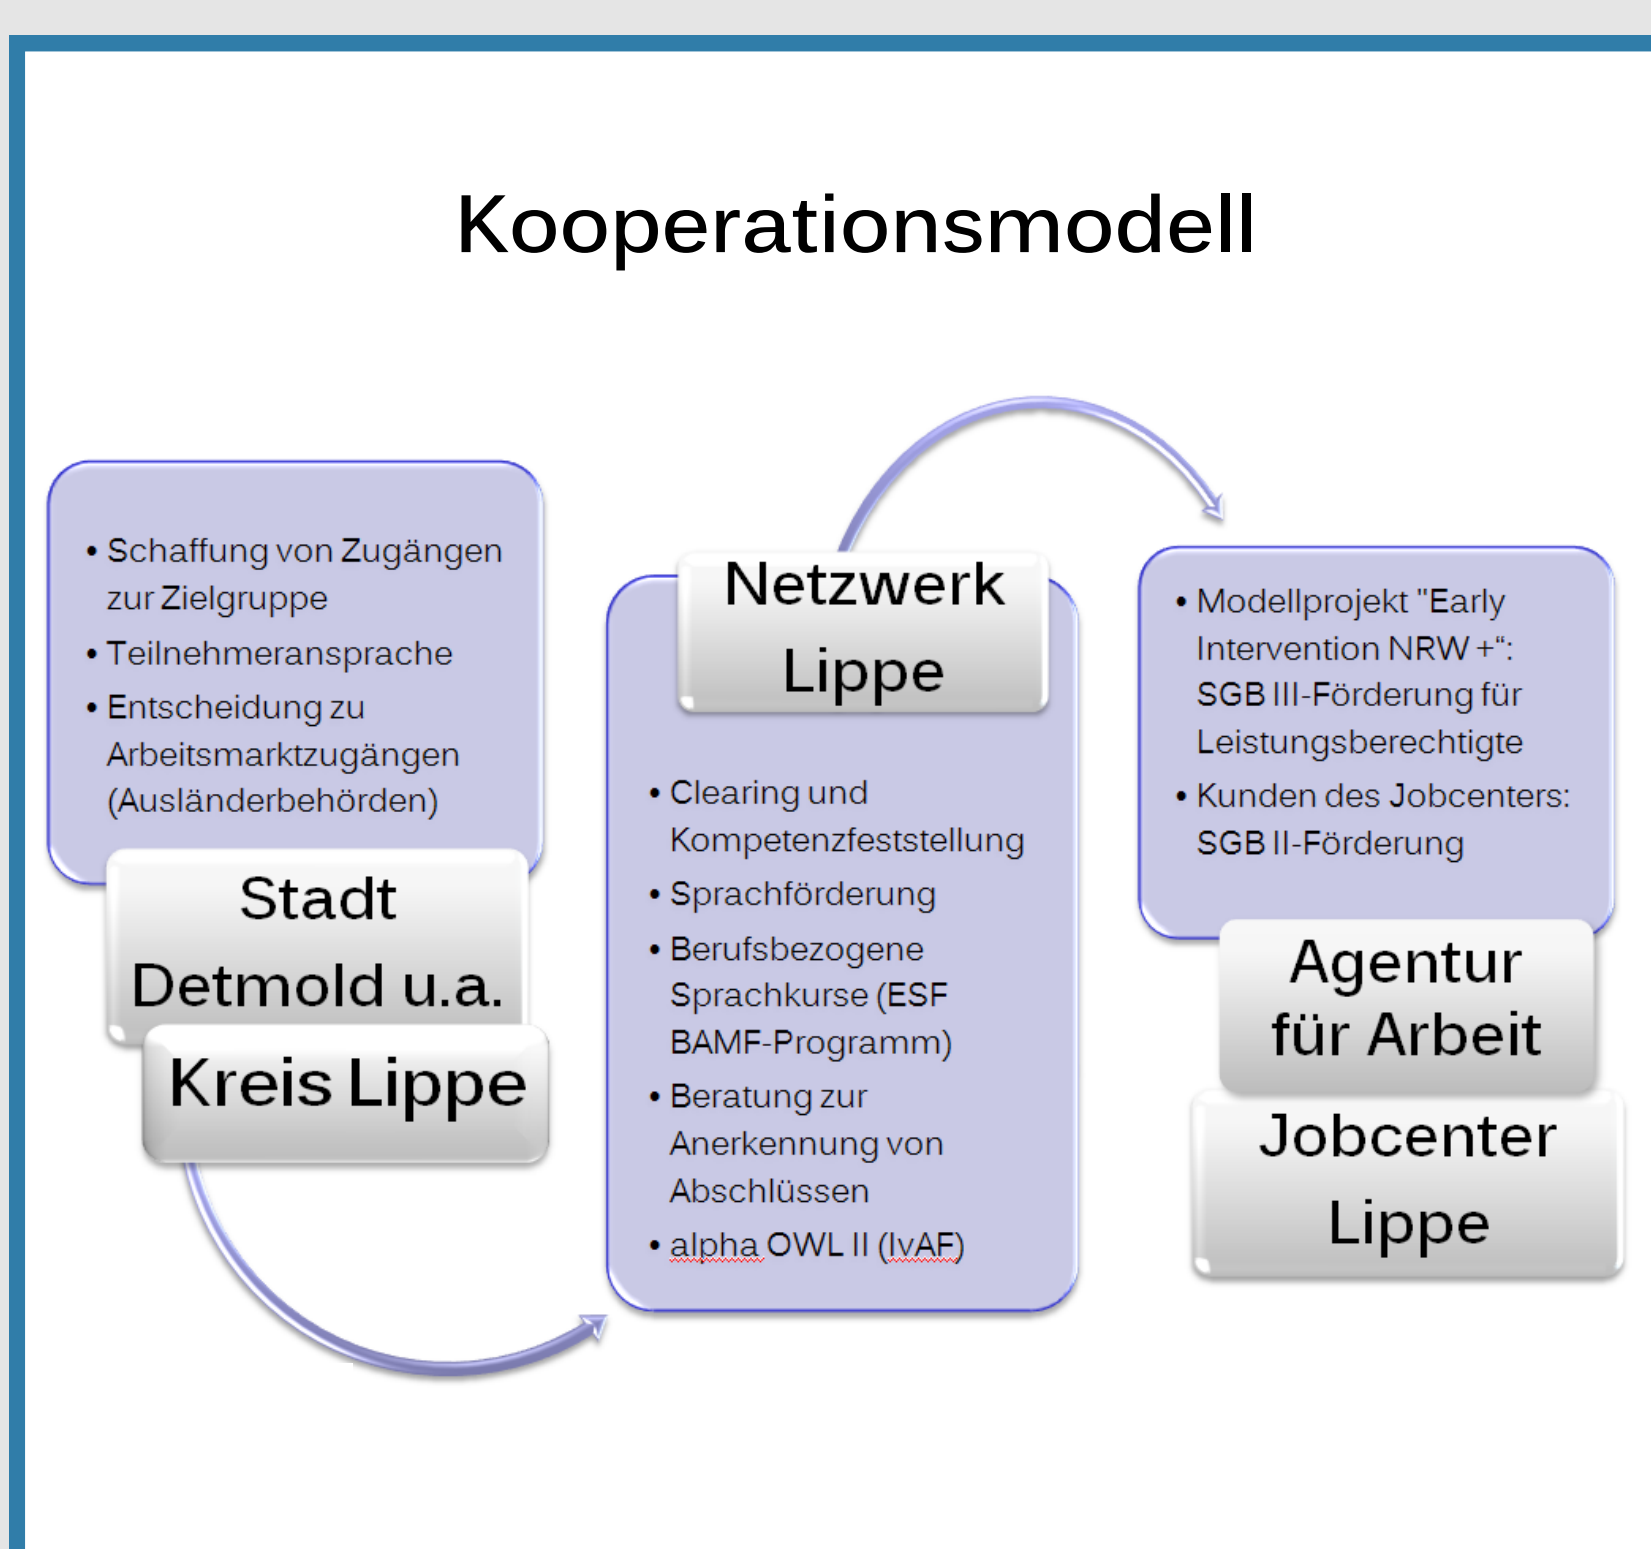 Kooperationsmodell
• Schaffung von Zugängen
zur Zielgruppe
• Teilnehmeransprache
• Entscheidung zu
Arbeitsmarktzugängen
(Ausländerbehörden)
Stadt
Detmold u.a.
Kreis Lippe
Netzwerk
Lippe
• Clearing und
Kompetenzfeststellung
• Sprachförderung
• Berufsbezogene
Sprachkurse (ESF
BAMF-Programm)
• Beratung zur
Anerkennung von
Abschlüssen
• alpha OWL II (IvAF)
• Modellprojekt "Early
Intervention NRW +“:
SGB III-Förderung für
Leistungsberechtigte
• Kunden des Jobcenters:
SGB II-Förderung
Agentur
für Arbeit
Jobcenter
Lippe